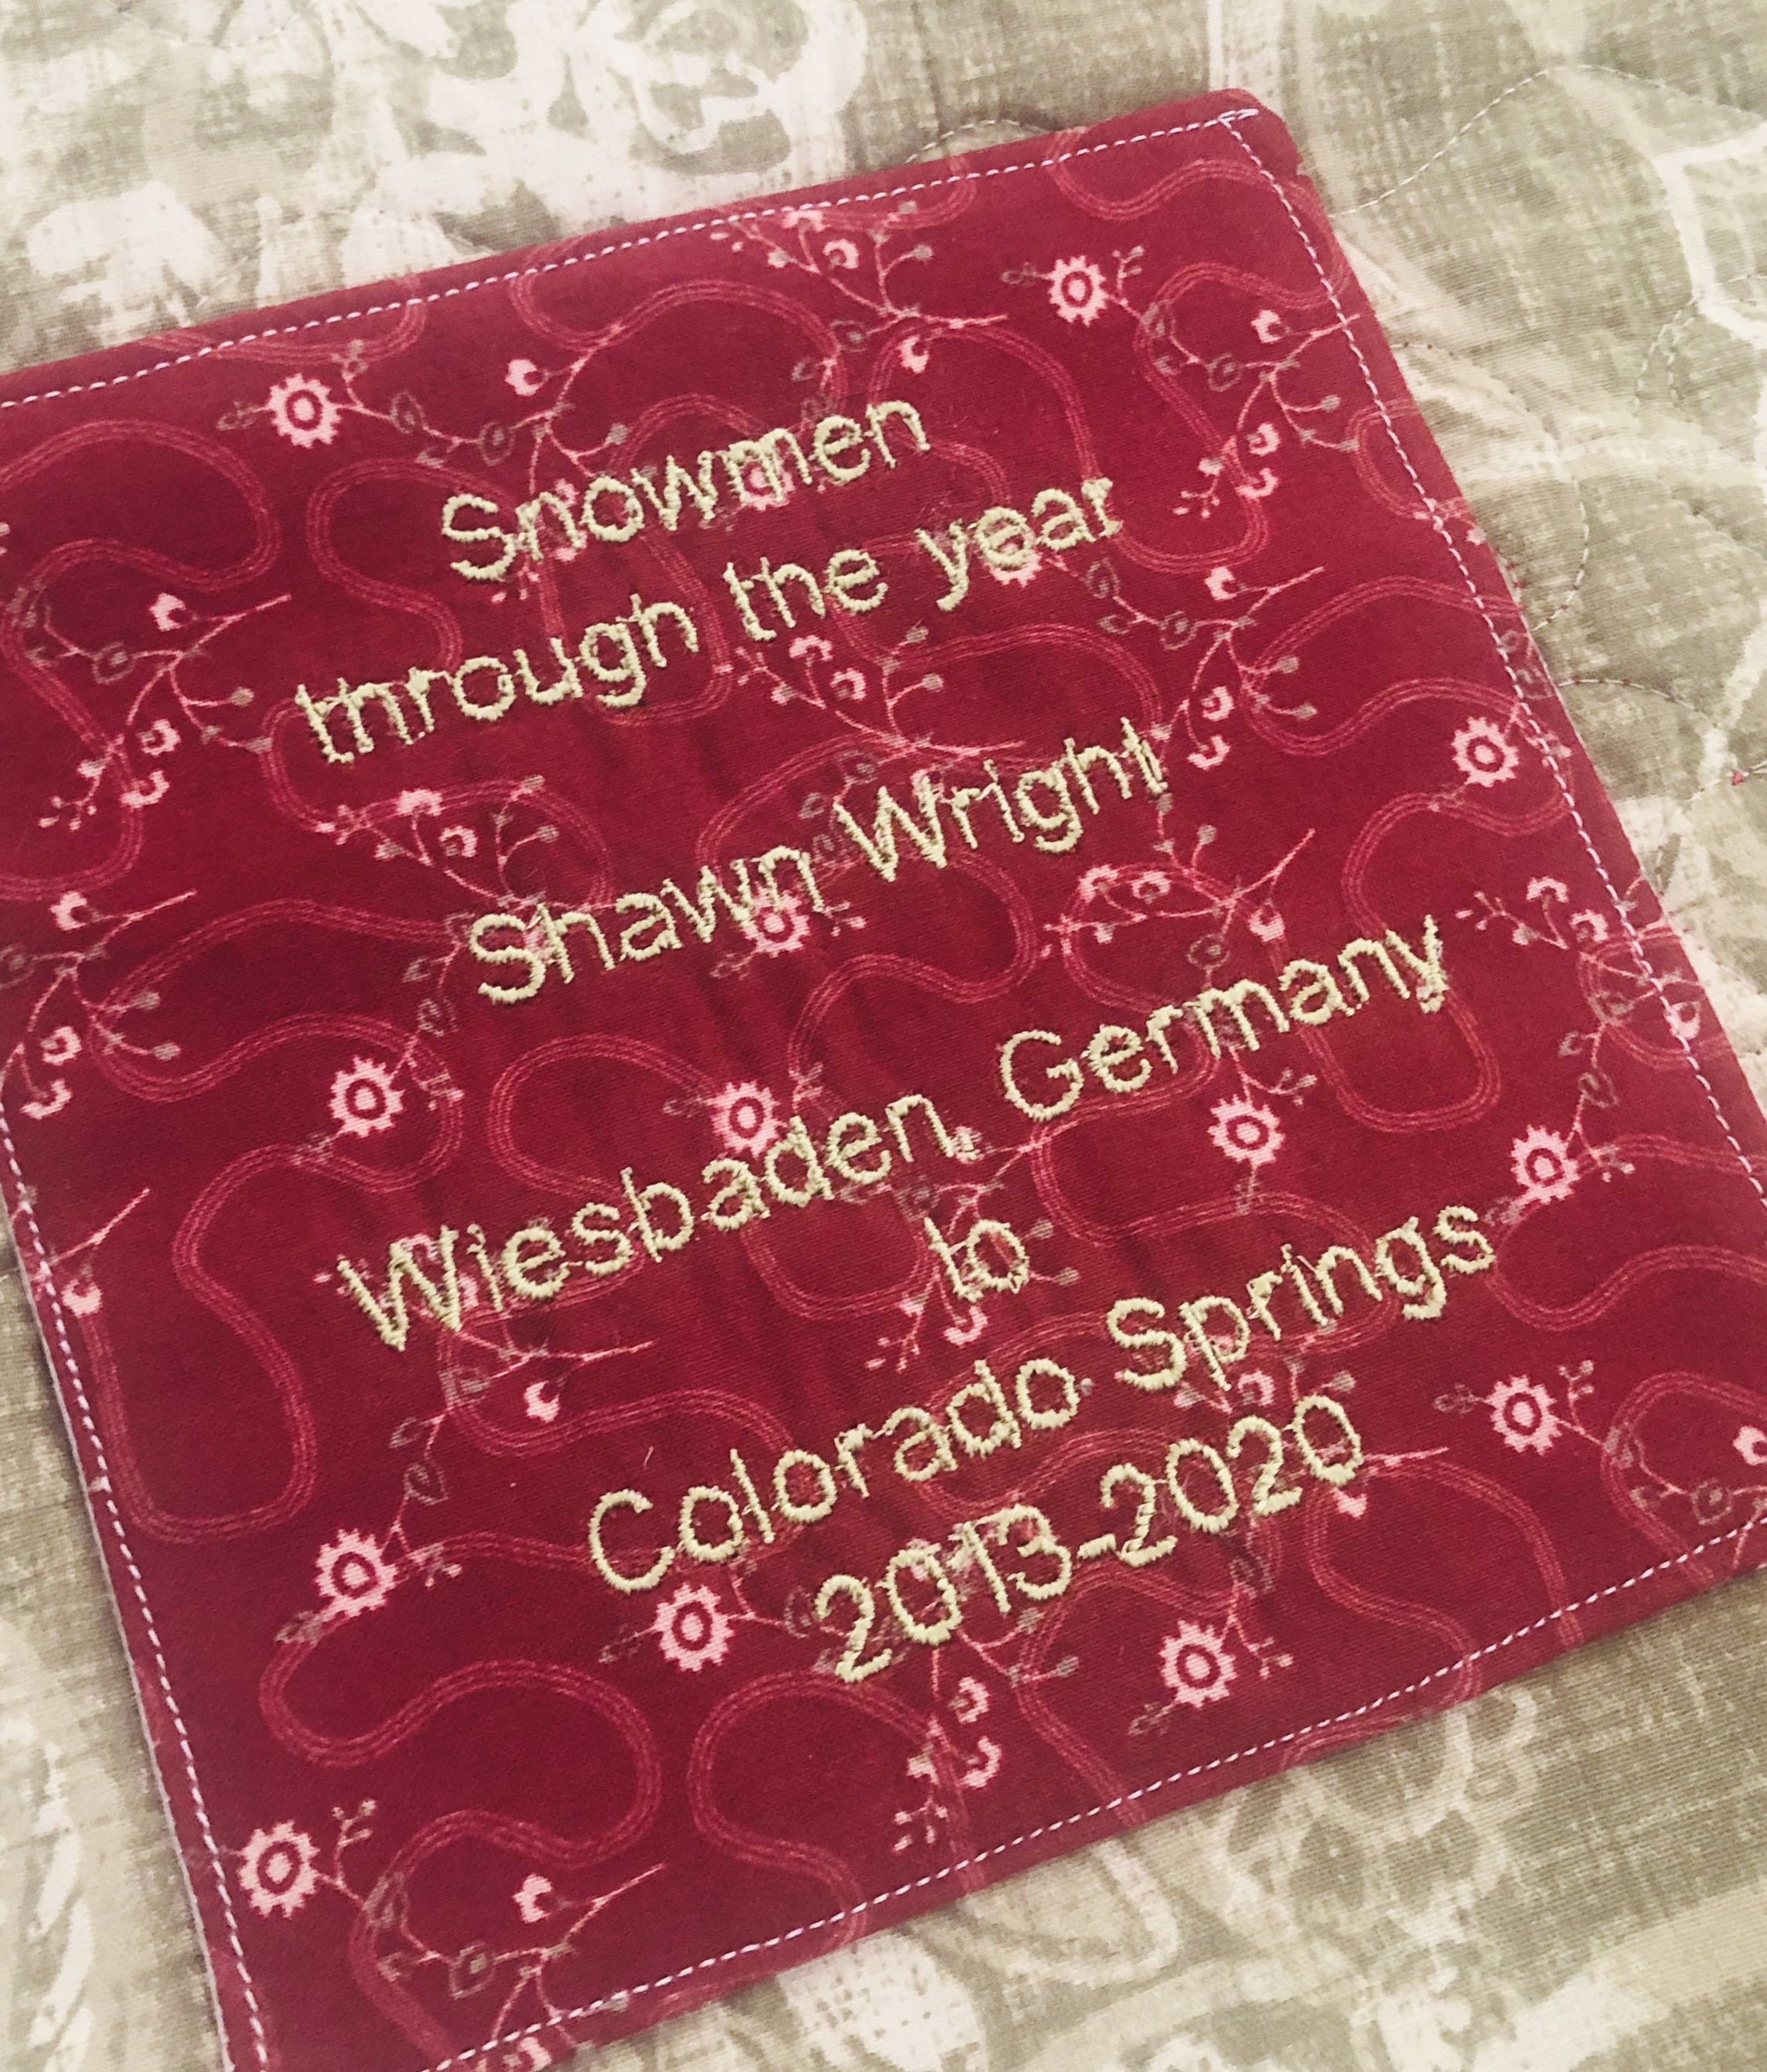 Snowmen
through the year
Shawn Wright
Wiesbaden, Germany
to
Colorado Springs
2013-2020